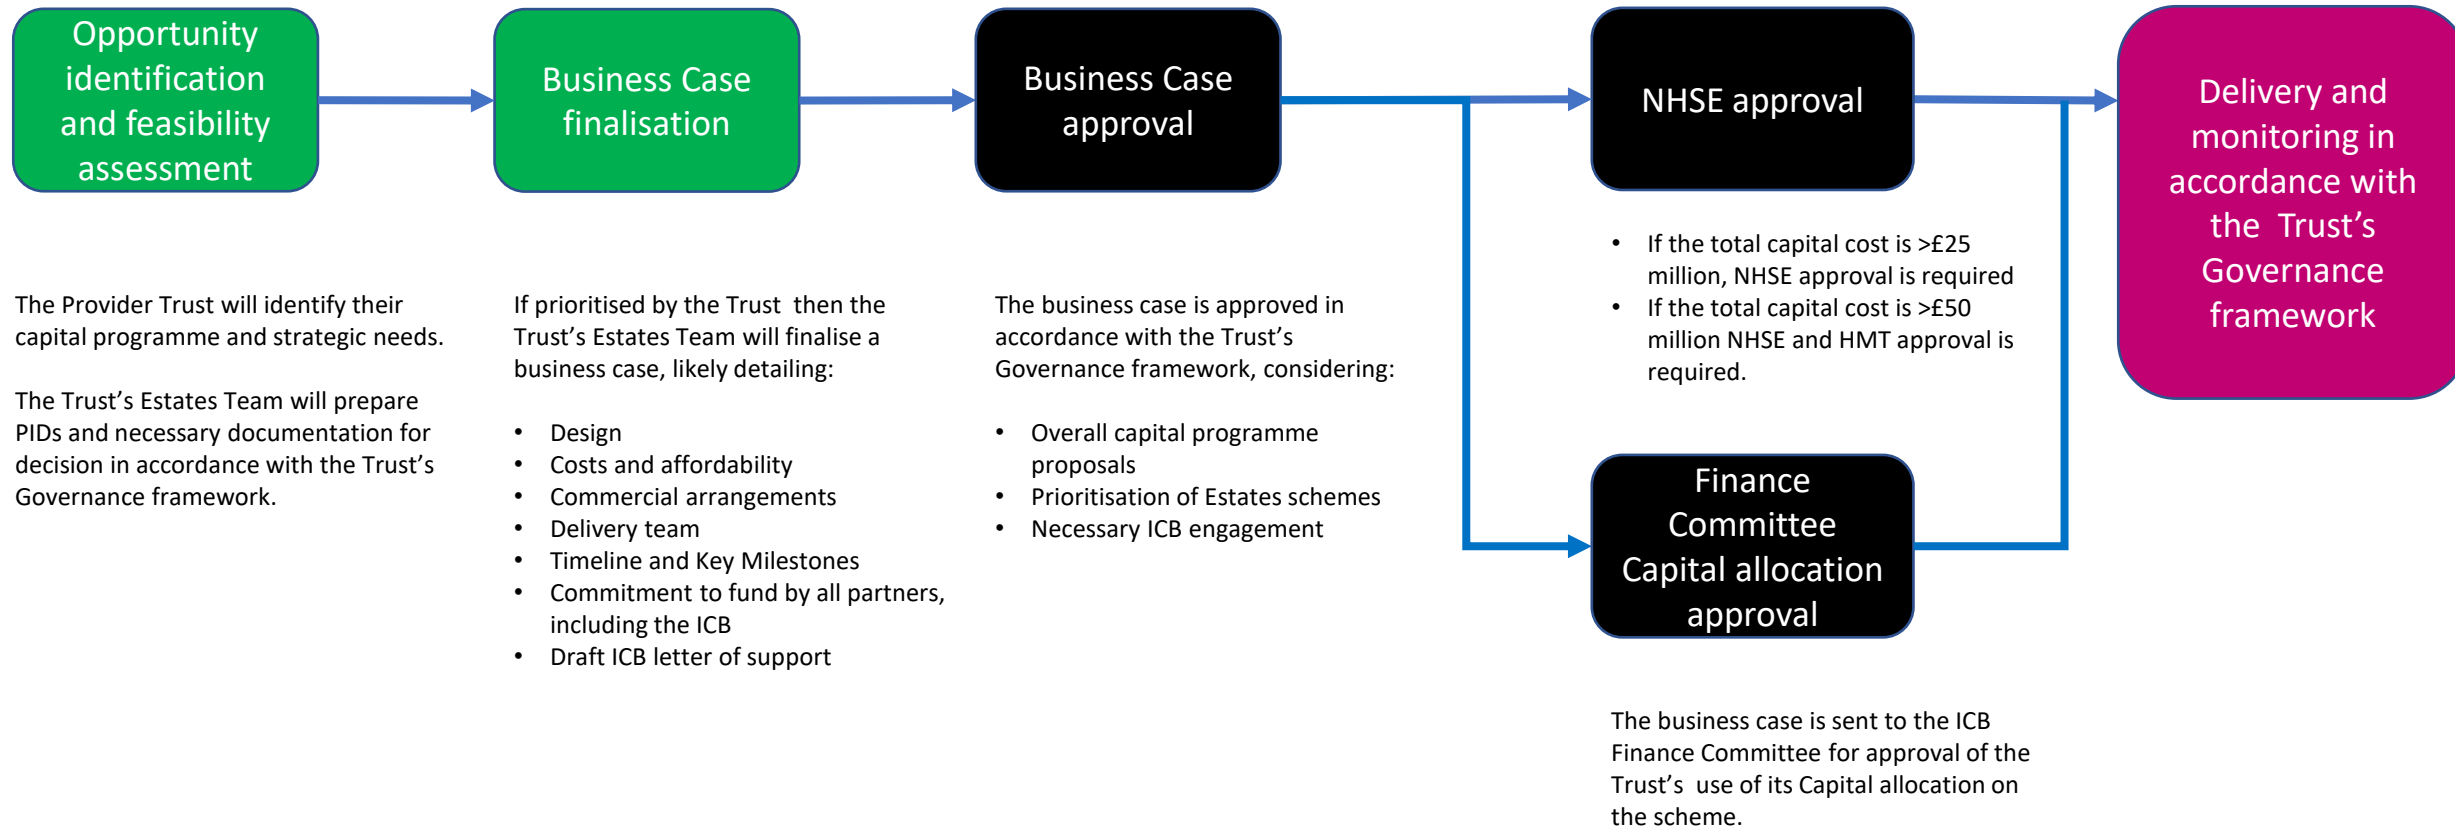 Opportunity
identification
and feasibility
assessment
Business Case
finalisation
Business Case
approval
NHSE approval
Delivery and
monitoring in
accordance with
the Trust's
Governance
framework
The Provider Trust will identify their
capital programme and strategic needs.
The Trust's Estates Team will prepare
PIDs and necessary documentation for
decision in accordance with the Trust's
Governance framework.
If prioritised by the Trust then the
Trust's Estates Team will finalise a
business case, likely detailing:
• Design
• Costs and affordability
• Commercial arrangements
• Delivery team
• Timeline and Key Milestones
• Commitment to fund by all partners,
including the ICB
• Draft ICB letter of support
The business case is approved in
accordance with the Trust's
Governance framework, considering:
• Overall capital programme
proposals
• Prioritisation of Estates schemes
• Necessary ICB engagement
• If the total capital cost is >£25
million, NHSE approval is required
• If the total capital cost is >£50
million NHSE and HMT approval is
required.
Finance
Committee
Capital allocation
approval
The business case is sent to the ICB
Finance Committee for approval of the
Trust's use of its Capital allocation on
the scheme.